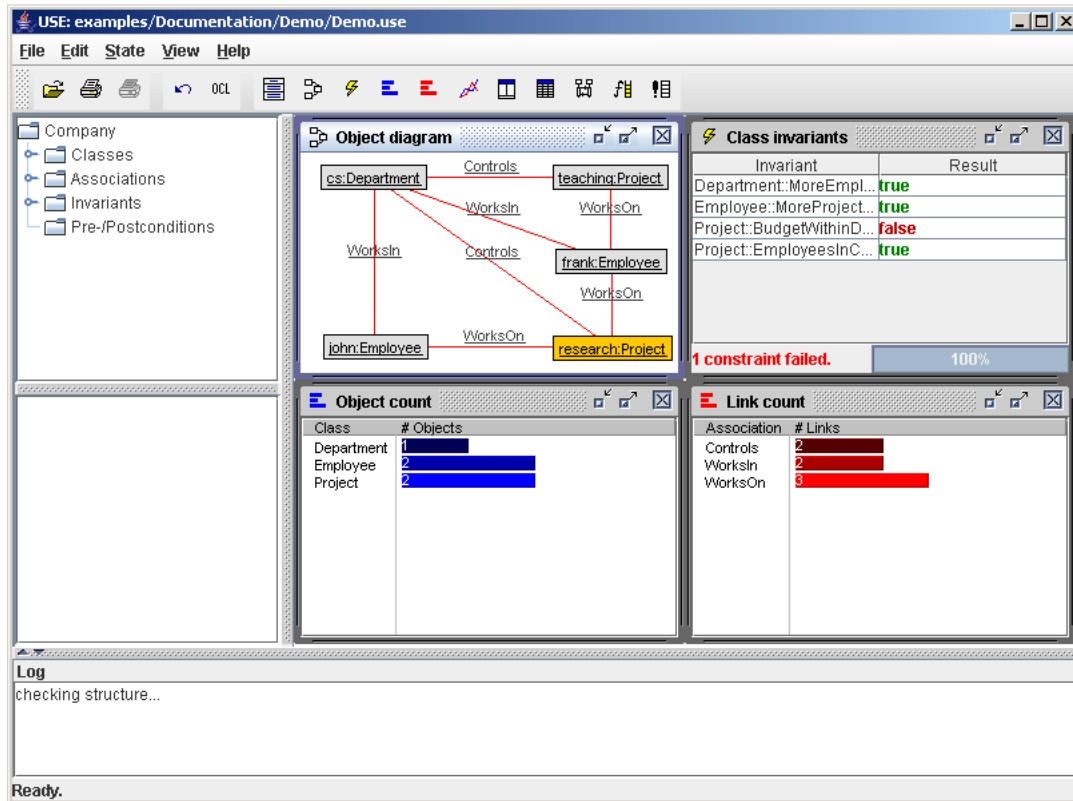 USE: examples/Documentation/Demo/Demo.use
File Edit State View Help
OCL
Company
Classes
Associations
Invariants
Pre-/Postconditions
Object diagram
Controls
cs:Department
teaching:Project
WorksIn
WorksOn
WorksIn
Controls
frank:Employee
WorksOn
WorksOn
john:Employee
research:Project
Class invariants
Invariant Result
Department::MoreEmpl... true
Employee::MoreProject... true
Project::BudgetWithinD... false
Project::EmployeesInC... true
1 constraint failed. 100%
Object count
Class # Objects
Department 1
Employee 2
Project 2
Link count
Association # Links
Controls 2
WorksIn 2
WorksOn 3
Log
checking structure...
Ready.